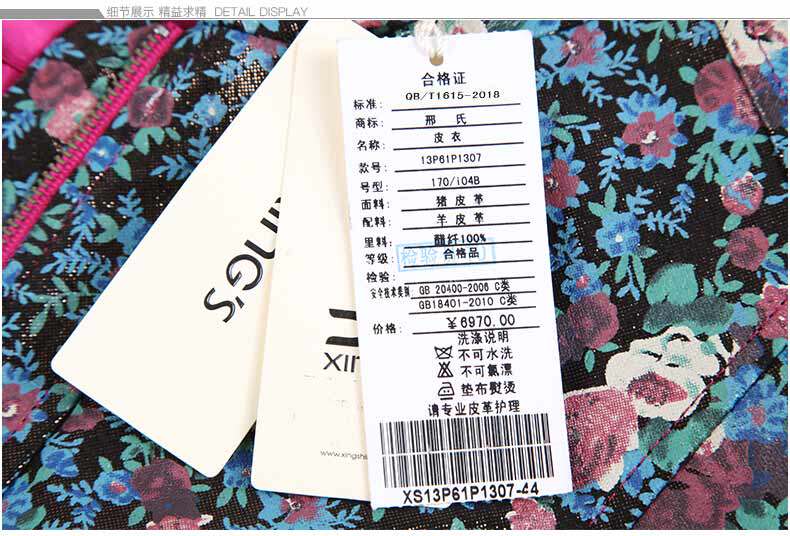 细节展示 精益求精 DETAIL DISPLAY
合格证
标准: QB/T1615-2018
商标: 邢 氏
名称: 皮衣
款号: 13P61P1307
号型: 170/i04B
面料: 猪皮革
配料: 羊皮革
里料: 醋纤100%
等级: 合格品
检验:
安全技术类别 GB 20400-2006 C类
GB18401-2010 C类
价格: ¥6970.00
洗涤说明
不可水洗
不可氯漂
垫布熨烫
请专业皮革护理
XS13P61P1307-44
ING'S
XING
www.xingshi